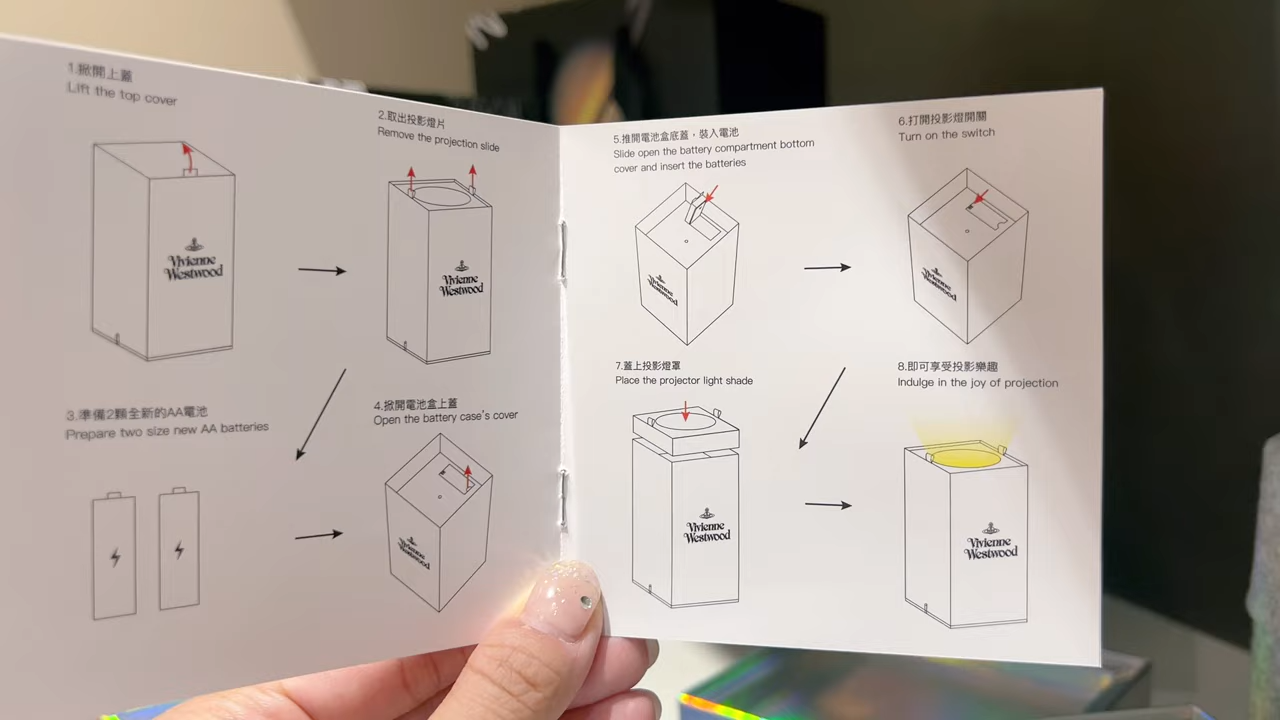 1.掀開上蓋
Lift the top cover
Vivienne
Westwood
2.取出投影燈片
Remove the projection slide
Vivienne
Westwood
3.準備2顆全新的AA電池
Prepare two size new AA batteries
4.掀開電池盒上蓋
Open the battery case's cover
Vivienne
Westwood
5.推開電池盒底蓋，裝入電池
Slide open the battery compartment bottom
cover and insert the batteries
Vivienne
Westwood
6.打開投影燈開關
Turn on the switch
Vivienne
Westwood
7.蓋上投影燈罩
Place the projector light shade
Vivienne
Westwood
8.即可享受投影樂趣
Indulge in the joy of projection
Vivienne
Westwood